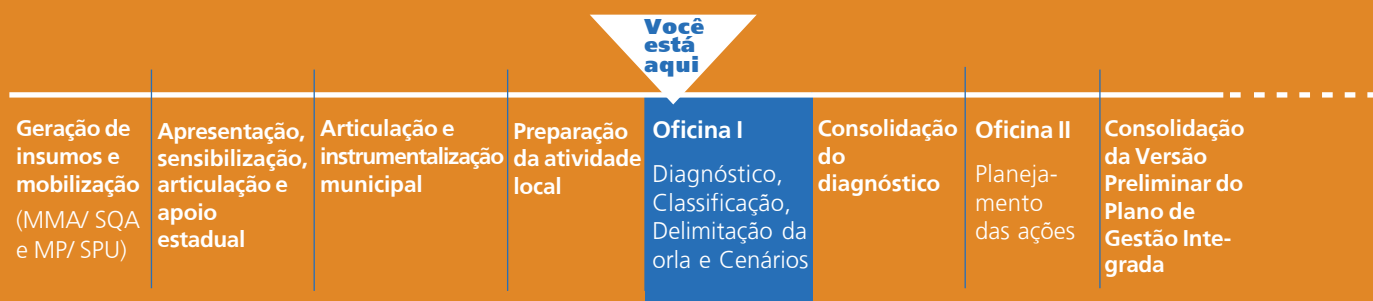 Você
está
aqui
Geração de
insumos e
mobilização
(MMA/ SQA
e MP/ SPU)
Apresentação,
sensibilização,
articulação e
apoio
estadual
Articulação e
instrumentalização
municipal
Preparação
da atividade
local
Oficina I
Diagnóstico,
Classificação,
Delimitação da
orla e Cenários
Consolidação
do
diagnóstico
Oficina II
Planeja-
mento
das ações
Consolidação
da Versão
Preliminar do
Plano de
Gestão Inte-
grada